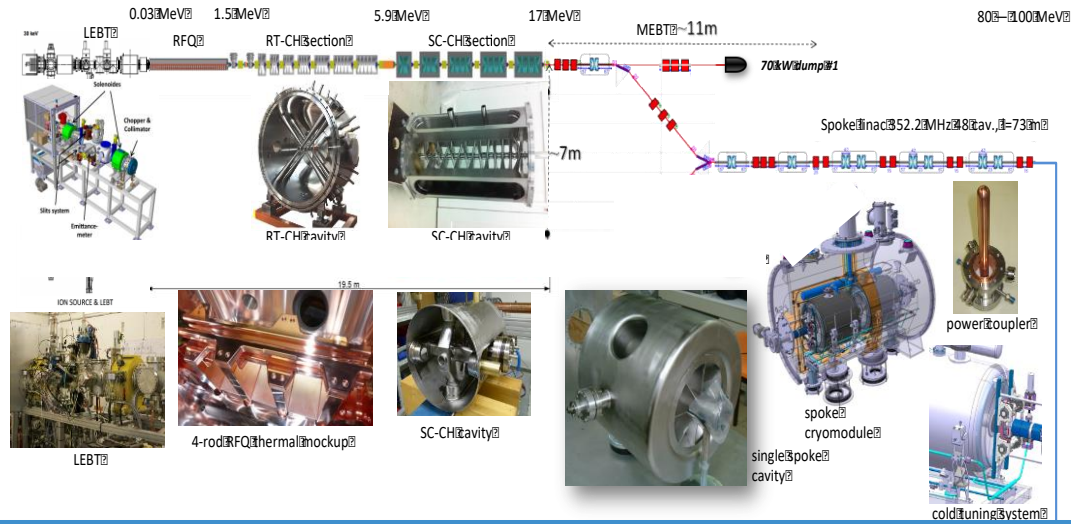 0.03 MeV
1.5 MeV
5.9 MeV
17 MeV
80 — 100 MeV
30 keV
LEBT
RFQ
RT-CH section
SC-CH section
MEBT ~11m
70 kW dump #1
Solenoides
Chopper &
Collimator
Slits system
Emittance-
meter
RT-CH cavity
SC-CH cavity
~7m
Spoke linac 352.2 MHz 48 cav., l=73 m
19.5 m
ION SOURCE & LEBT
LEBT
4-rod RFQ thermal mockup
SC-CH cavity
single spoke
cavity
spoke
cryomodule
power coupler
cold tuning system